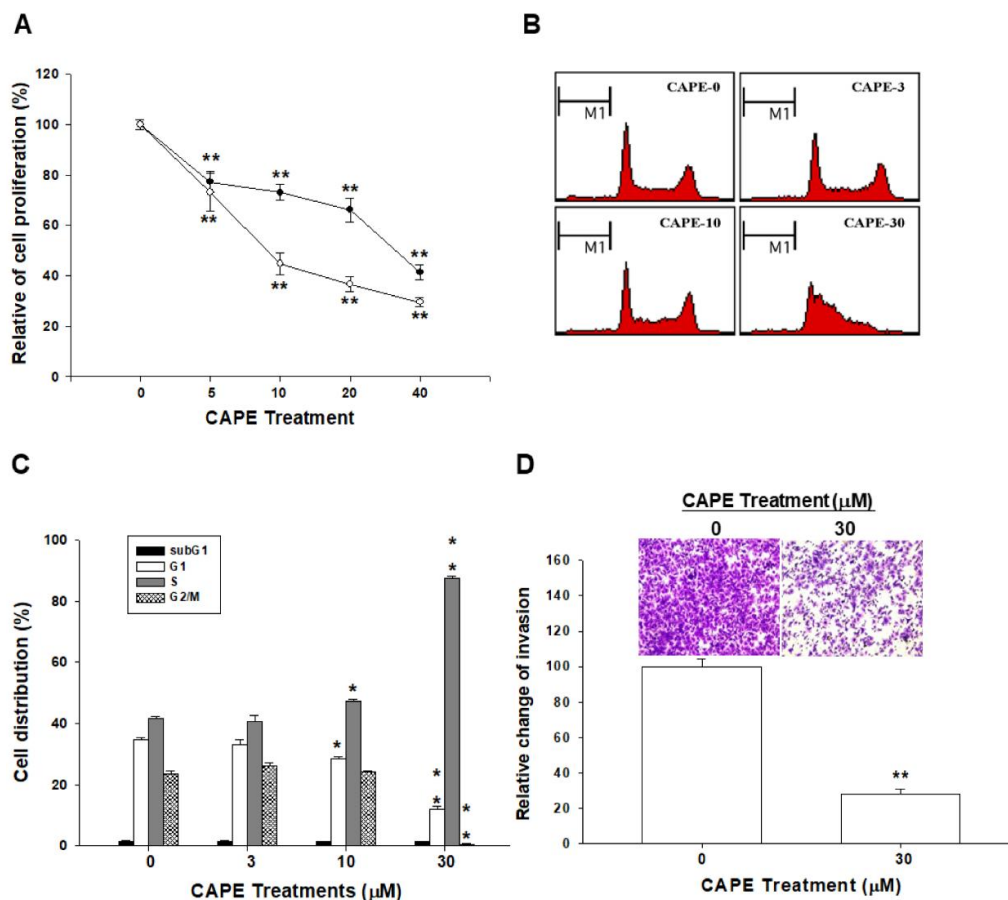 A
Relative of cell proliferation (%)
120
100
80
60
40
20
0
**
**
**
**
**
**
**
**
0 5 10 20 40
CAPE Treatment
B
CAPE-0
M1
CAPE-3
M1
CAPE-10
M1
CAPE-30
M1
C
Cell distribution (%)
100
80
60
40
20
0
subG1
G1
S
G2/M
*
*
*
*
*
*
*
*
0 3 10 30
CAPE Treatments (μM)
D
CAPE Treatment (μM)
0 30
Relative change of invasion
160
140
120
100
80
60
40
20
0
**
0 30
CAPE Treatment (μM)